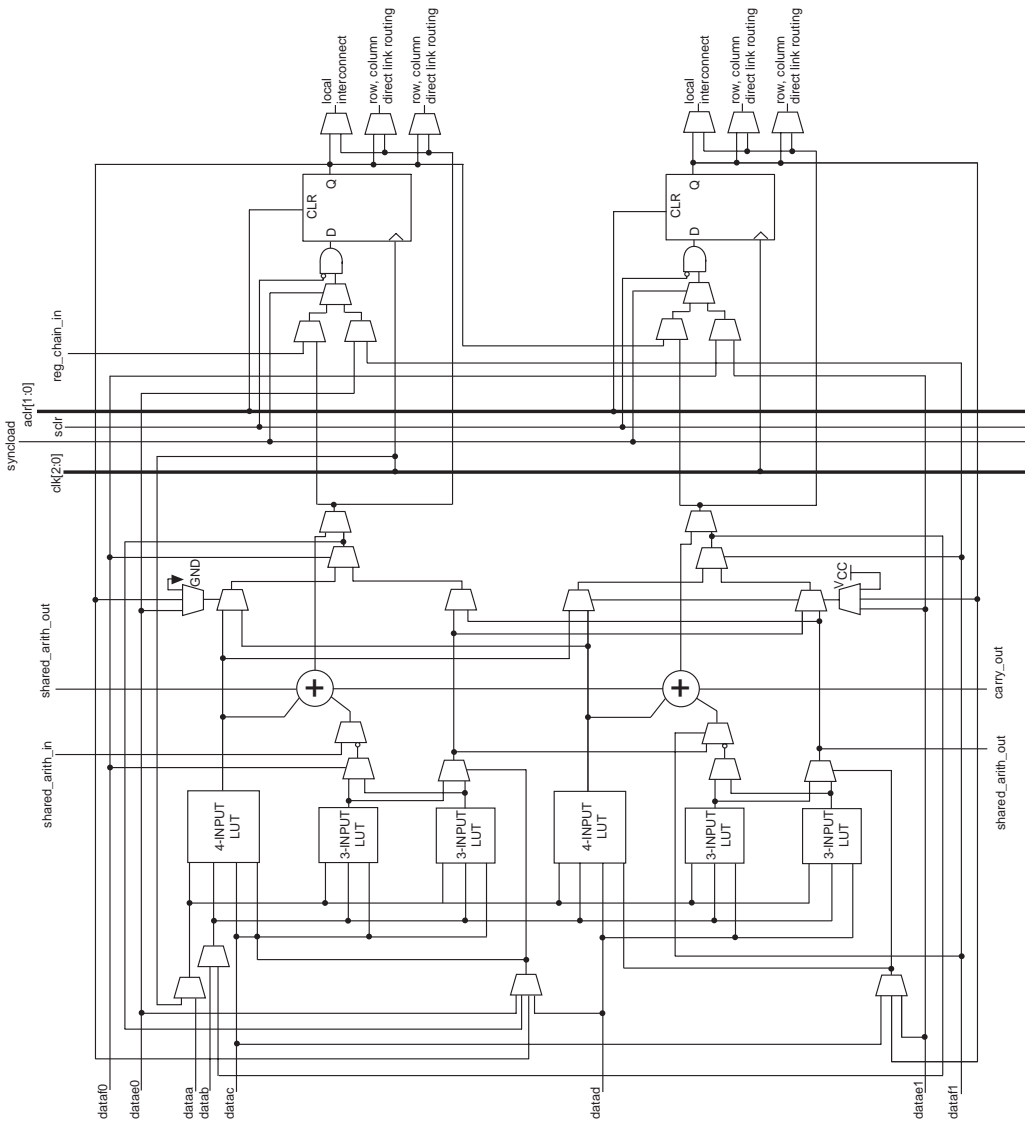 local
interconnect
row, column
direct link routing
row, column
direct link routing
local
interconnect
row, column
direct link routing
row, column
direct link routing
Q
CLR
D
Q
CLR
D
reg_chain_in
aclr[1:0]
sclr
syncload
clk[2:0]
GND
VCC
shared_arith_out
+
+
carry_out
shared_arith_in
shared_arith_out
4-INPUT
LUT
3-INPUT
LUT
3-INPUT
LUT
4-INPUT
LUT
3-INPUT
LUT
3-INPUT
LUT
dataf0
datae0
dataa
datab
datac
datad
datae1
dataf1